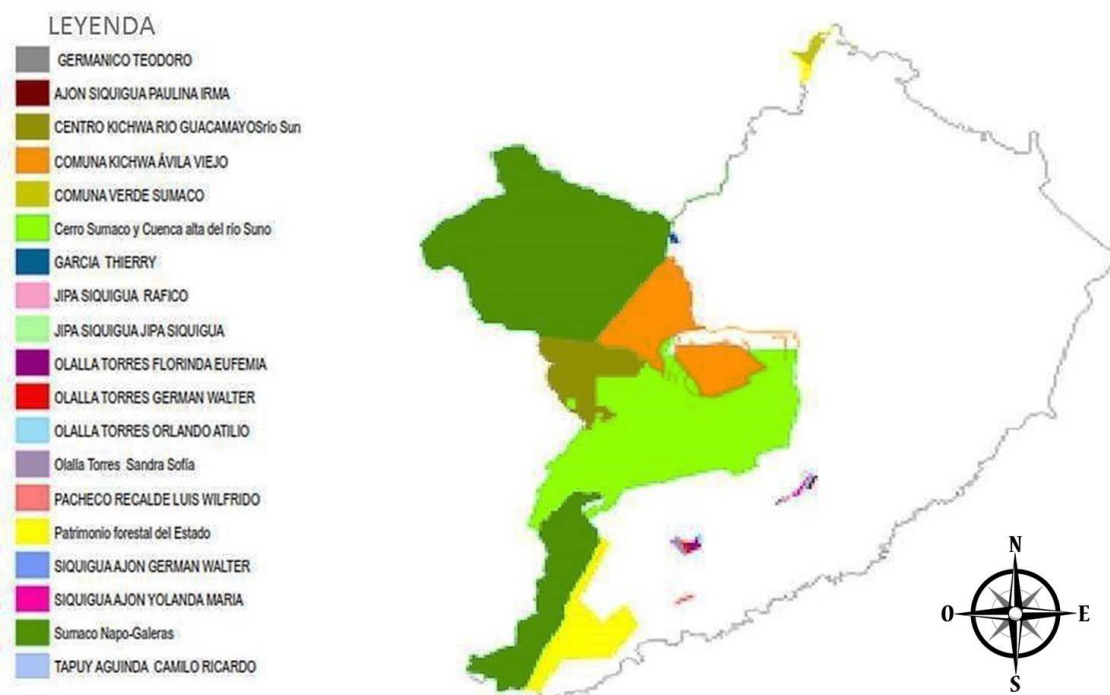 LEYENDA
GERMANICO TEODORO
AJON SIQUIGUA PAULINA IRMA
CENTRO KICHWA RIO GUACAMAYOSrío Sun
COMUNA KICHWA ÁVILA VIEJO
COMUNA VERDE SUMACO
Cerro Sumaco y Cuenca alta del río Suno
GARCIA THIERRY
JIPA SIQUIGUA RAFICO
JIPA SIQUIGUA JIPA SIQUIGUA
OLALLA TORRES FLORINDA EUFEMIA
OLALLA TORRES GERMAN WALTER
OLALLA TORRES ORLANDO ATILIO
Olalla Torres Sandra Sofía
PACHECO RECALDE LUIS WILFRIDO
Patrimonio forestal del Estado
SIQUIGUA AJON GERMAN WALTER
SIQUIGUA AJON YOLANDA MARIA
Sumaco Napo-Galeras
TAPUY AGUINDA CAMILO RICARDO
N
O
E
S